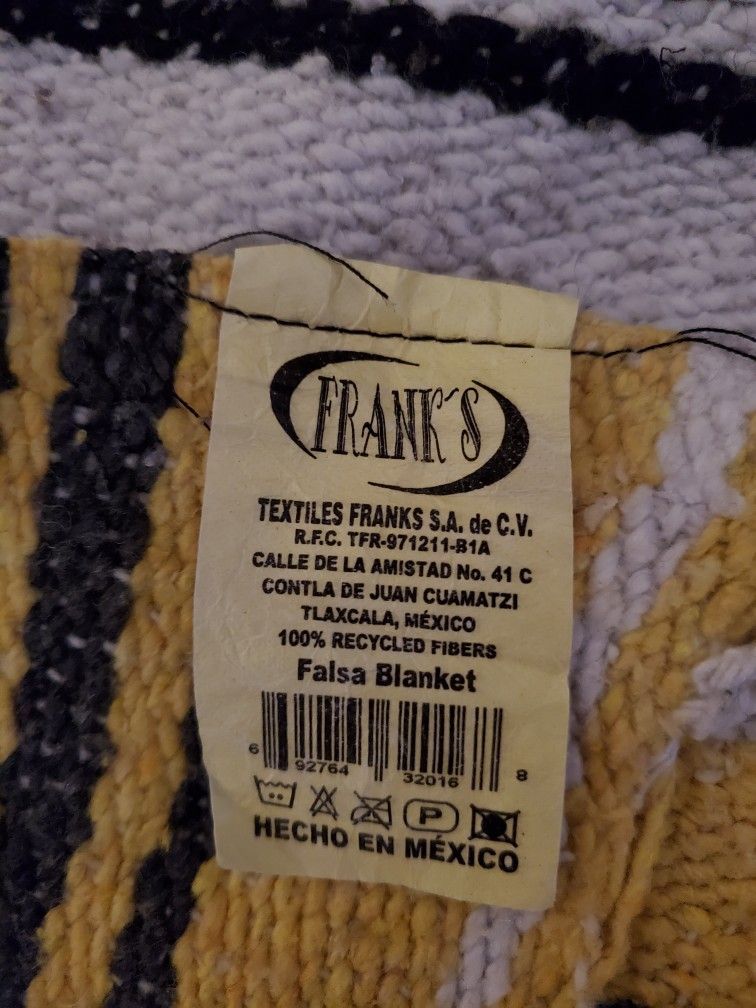 FRANK´S
TEXTILES FRANKS S.A. de C.V.
R.F.C. TFR-971211-B1A
CALLE DE LA AMISTAD No. 41 C
CONTLA DE JUAN CUAMATZI
TLAXCALA, MÉXICO
100% RECYCLED FIBERS
Falsa Blanket
6 92764 32016 8
P
HECHO EN MÉXICO